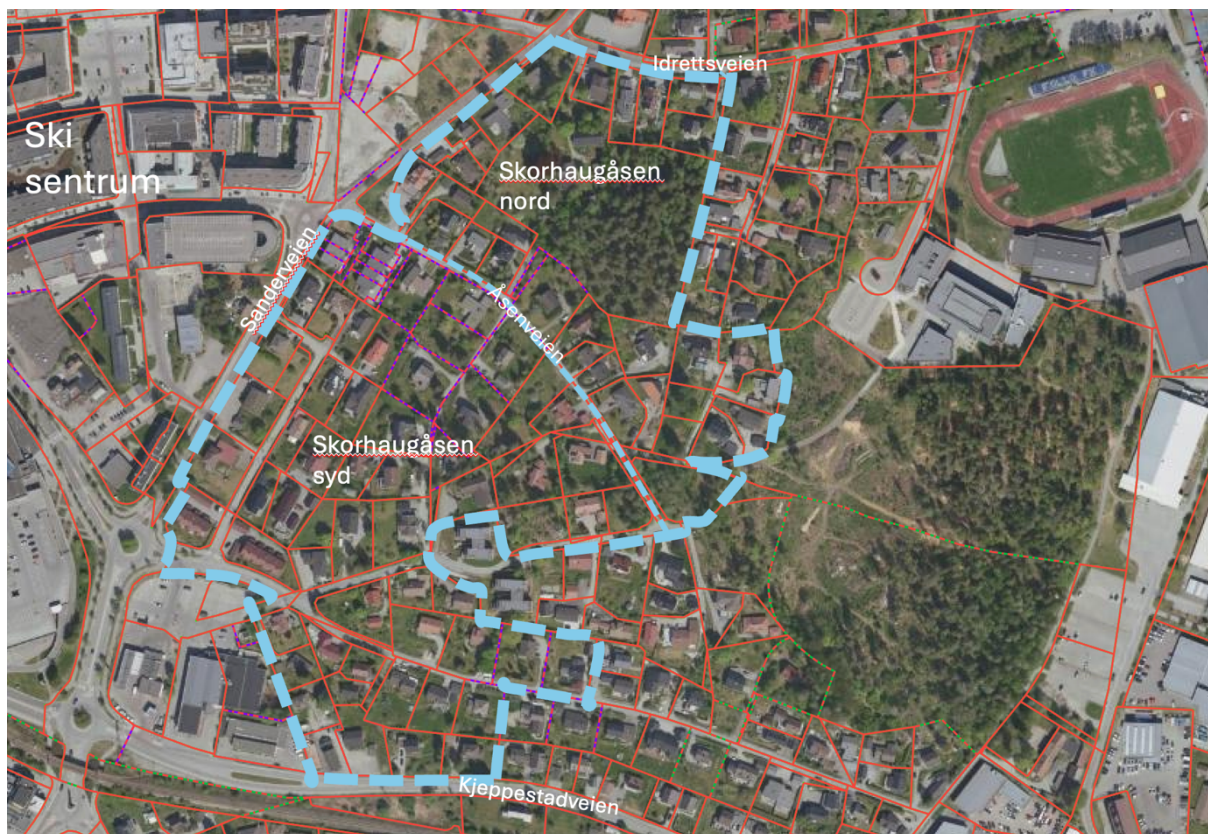 Idrettsveien
Ski
sentrum
Skorhaugåsen
nord
Sanderveien
Åsenveien
Skorhaugåsen
syd
Kjeppestadveien